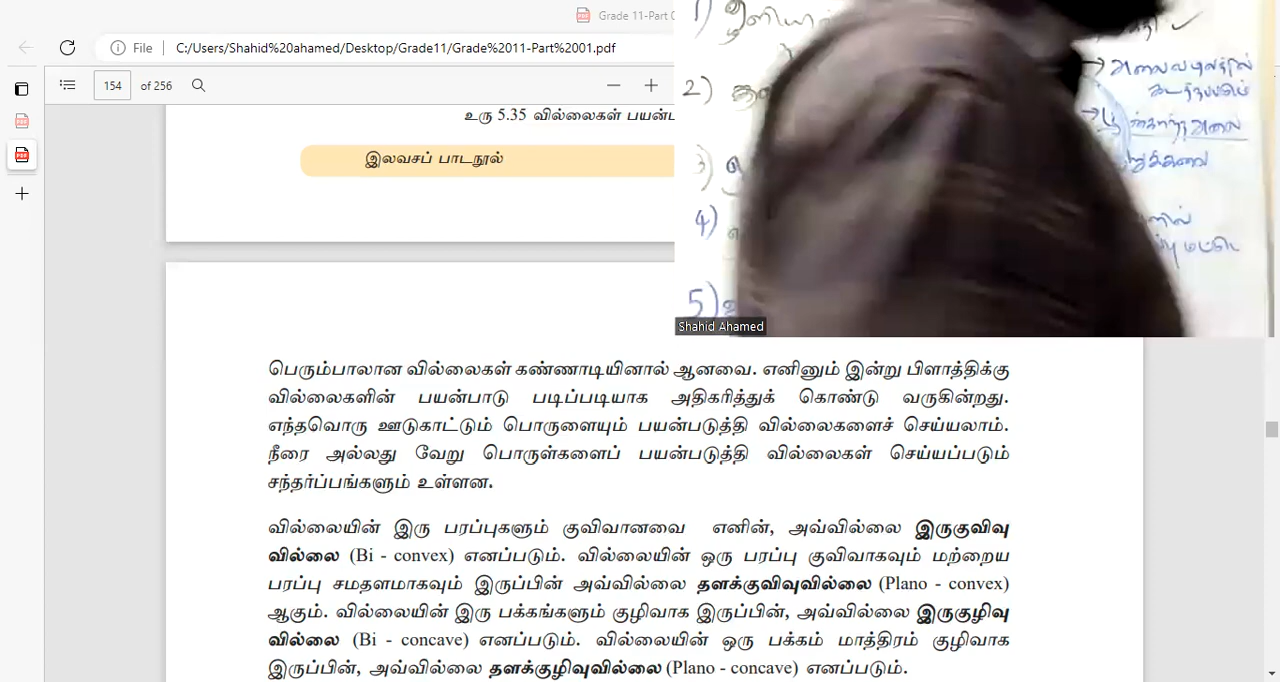 Grade 11-Part
File
C:/Users/Shahid%20ahamed/Desktop/Grade11/Grade%2011-Part%2001.pdf
154 of 256
உரு 5.35 வில்லைகள்
இலவசப் பாடநூல்
1)
2)
3)
4)
5)
Shahid Ahamed
பெரும்பாலான வில்லைகள் கண்ணாடியினால் ஆனவை. எனினும் இன்று பிளாத்திக்கு
வில்லைகளின் பயன்பாடு படிப்படியாக அதிகரித்துக் கொண்டு வருகின்றது.
எந்தவொரு ஊடுகாட்டும் பொருளையும் பயன்படுத்தி வில்லைகளைச் செய்யலாம்.
நீரை அல்லது வேறு பொருள்களைப் பயன்படுத்தி வில்லைகள் செய்யப்படும்
சந்தர்ப்பங்களும் உள்ளன.
வில்லையின் இரு பரப்புகளும் குவிவானவை எனின், அவ்வில்லை இருகுவிவு
வில்லை (Bi - convex) எனப்படும். வில்லையின் ஒரு பரப்பு குவிவாகவும் மற்றைய
பரப்பு சமதளமாகவும் இருப்பின் அவ்வில்லை தளக்குவிவுவில்லை (Plano - convex)
ஆகும். வில்லையின் இரு பக்கங்களும் குழிவாக இருப்பின், அவ்வில்லை இருகுழிவு
வில்லை (Bi - concave) எனப்படும். வில்லையின் ஒரு பக்கம் மாத்திரம் குழிவாக
இருப்பின், அவ்வில்லை தளக்குழிவுவில்லை (Plano - concave) எனப்படும்.